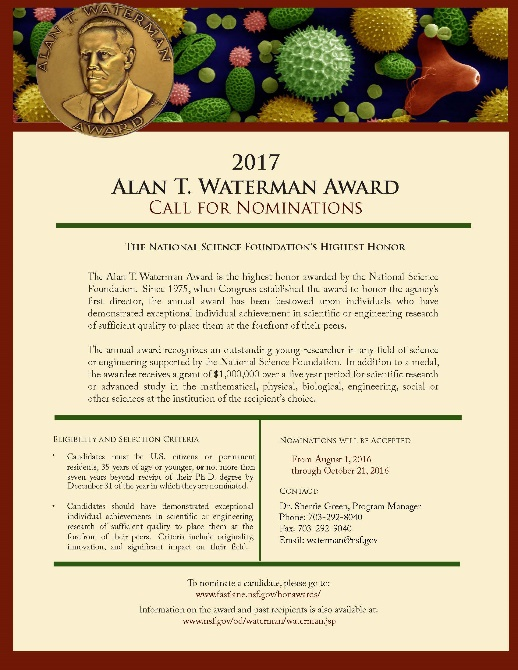 ALAN T. WATERMAN
AWARD
2017
ALAN T. WATERMAN AWARD
CALL FOR NOMINATIONS
THE NATIONAL SCIENCE FOUNDATION'S HIGHEST HONOR
The Alan T. Waterman Award is the highest honor awarded by the National Science
Foundation. Since 1975, when Congress established the award to honor the agency's
first director, the annual award has been bestowed upon individuals who have
demonstrated exceptional individual achievement in scientific or engineering research
of sufficient quality to place them at the forefront of their peers.
The annual award recognizes an outstanding young researcher in any field of science
or engineering supported by the National Science Foundation. In addition to a medal,
the awardee receives a grant of $1,000,000 over a five year period for scientific research
or advanced study in the mathematical, physical, biological, engineering, social or
other sciences at the institution of the recipient's choice.
ELIGIBILITY AND SELECTION CRITERIA
• Candidates must be U.S. citizens or permanent
residents, 35 years of age or younger, or not more than
seven years beyond receipt of their Ph.D. degree by
December 31 of the year in which they are nominated.
• Candidates should have demonstrated exceptional
individual achievements in scientific or engineering
research of sufficient quality to place them at the
forefront of their peers. Criteria include originality,
innovation, and significant impact on their field.
NOMINATIONS WILL BE ACCEPTED
From August 1, 2016
through October 21, 2016
CONTACT
Dr. Sherrie Green, Program Manager
Phone: 703-292-8040
Fax: 703-292-9040
Email: waterman@nsf.gov
To nominate a candidate, please go to:
www.fastlane.nsf.gov/honawards/
Information on the award and past recipients is also available at:
www.nsf.gov/od/waterman/waterman.jsp